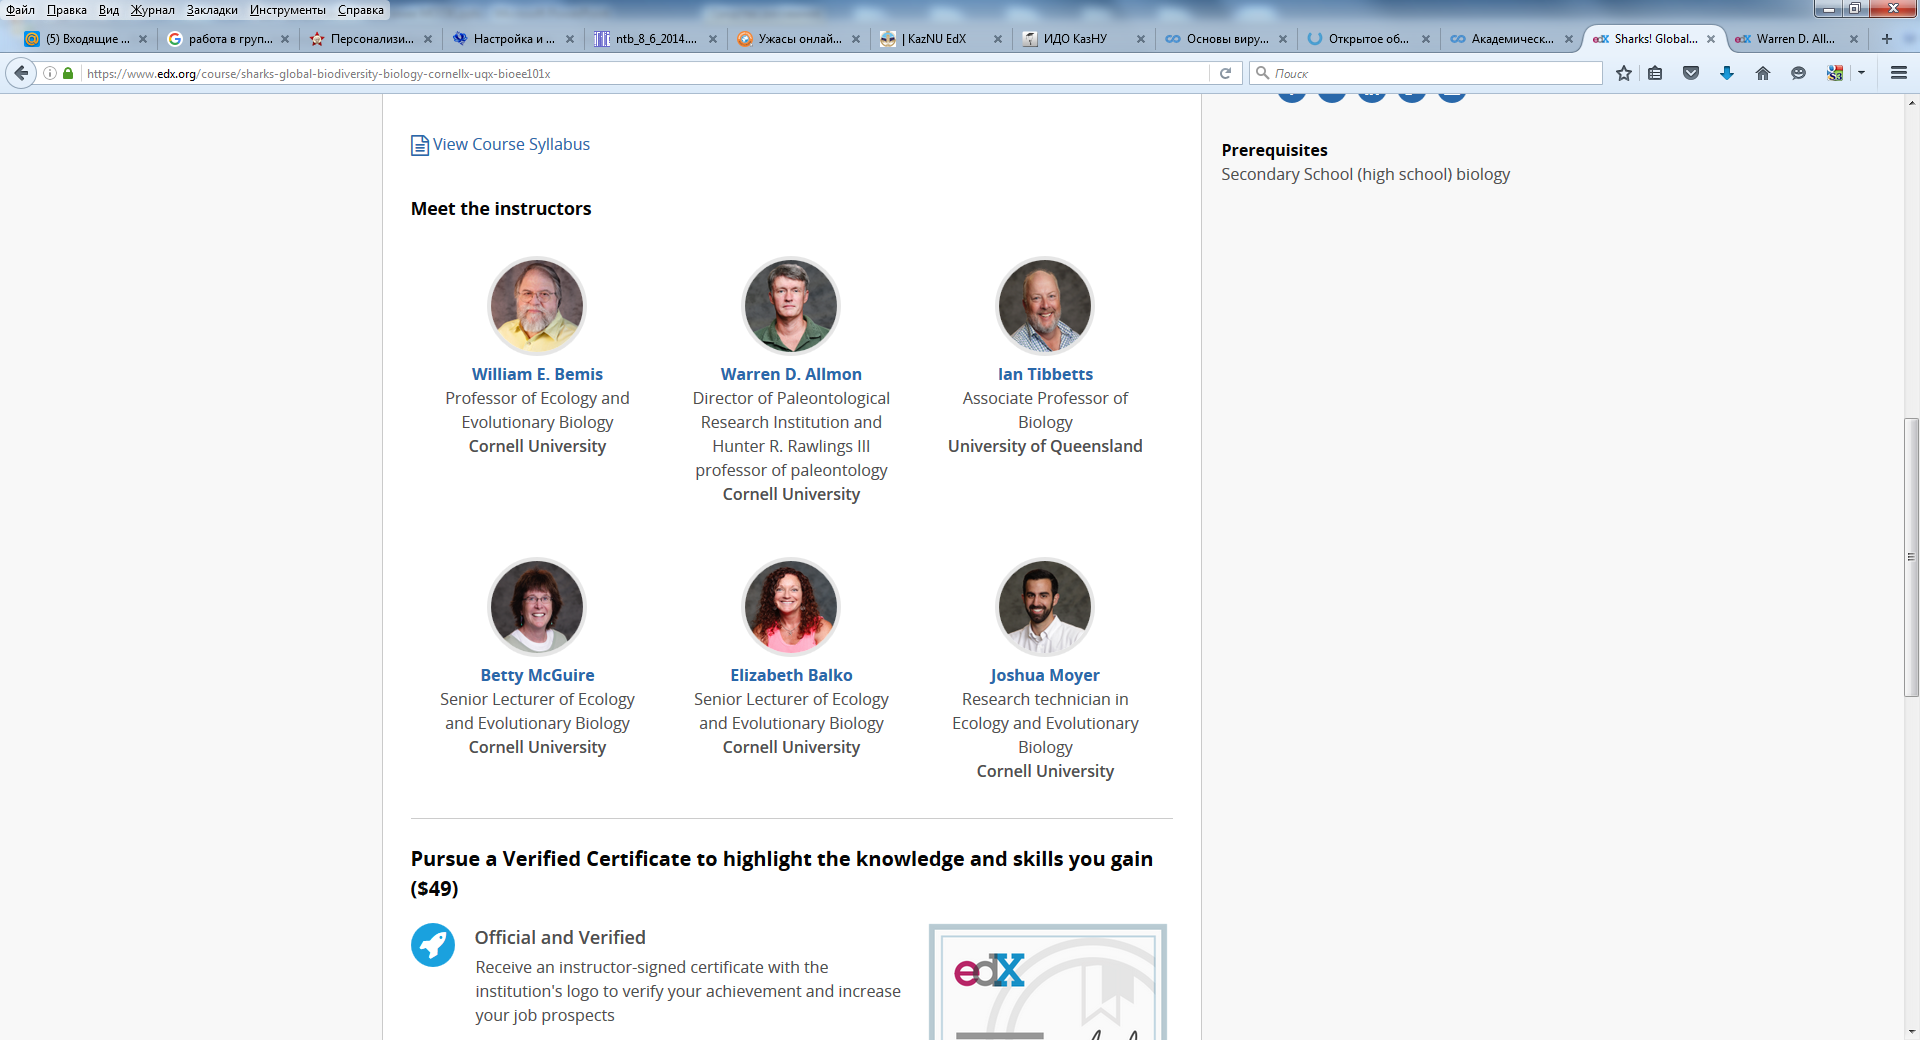 Файл Правка Вид Журнал Закладки Инструменты Справка
(5) Входящие ...
работа в груп...
Персонализи...
Настройка и ...
ntb_8_6_2014....
Ужасы онлай...
| KazNU EdX
ИДО КазНУ
Основы виру...
Открытое об...
Академическ...
edX Sharks! Global...
edX Warren D. All...
https://www.edx.org/course/sharks-global-biodiversity-biology-cornellx-uqx-bioee101x
Поиск
View Course Syllabus
Prerequisites
Secondary School (high school) biology
Meet the instructors
William E. Bemis
Professor of Ecology and
Evolutionary Biology
Cornell University
Warren D. Allmon
Director of Paleontological
Research Institution and
Hunter R. Rawlings III
professor of paleontology
Cornell University
Ian Tibbetts
Associate Professor of
Biology
University of Queensland
Betty McGuire
Senior Lecturer of Ecology
and Evolutionary Biology
Cornell University
Elizabeth Balko
Senior Lecturer of Ecology
and Evolutionary Biology
Cornell University
Joshua Moyer
Research technician in
Ecology and Evolutionary
Biology
Cornell University
Pursue a Verified Certificate to highlight the knowledge and skills you gain
($49)
Official and Verified
Receive an instructor-signed certificate with the
institution's logo to verify your achievement and increase
your job prospects
edX